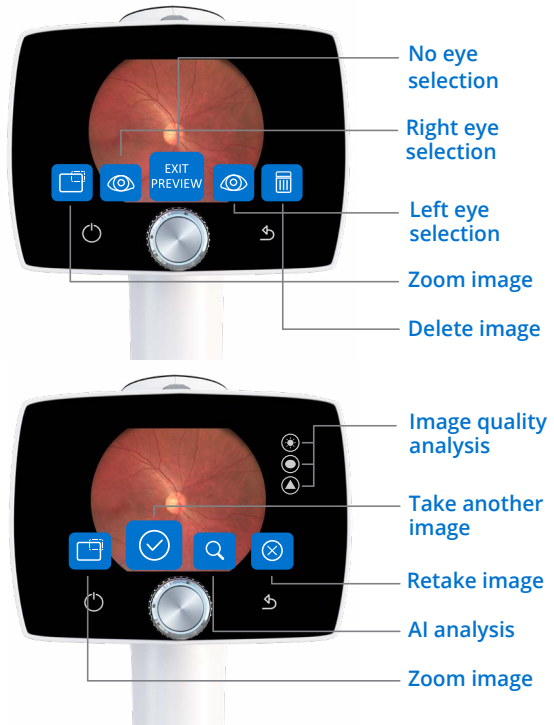 No eye
selection
Right eye
selection
EXIT
PREVIEW
Left eye
selection
Zoom image
Delete image
Image quality
analysis
Take another
image
Retake image
AI analysis
Zoom image